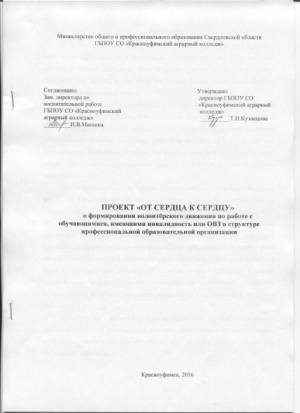 Министерство общего и профессионального образования Свердловской области
ГБПОУ СО «Красноуфимский аграрный колледж»
Согласовано:
Зам. директора по
воспитательной работе
ГБПОУ СО «Красноуфимский
аграрный колледж»
И.В.Мишина
Утверждаю
директор ГБПОУ СО
«Красноуфимский аграрный
колледж»
Т.Н.Кузнецова
ПРОЕКТ «ОТ СЕРДЦА К СЕРДЦУ»
о формировании волонтёрского движения по работе с
обучающимися, имеющими инвалидность или ОВЗ в структуре
профессиональной образовательной организации
Красноуфимск, 2016